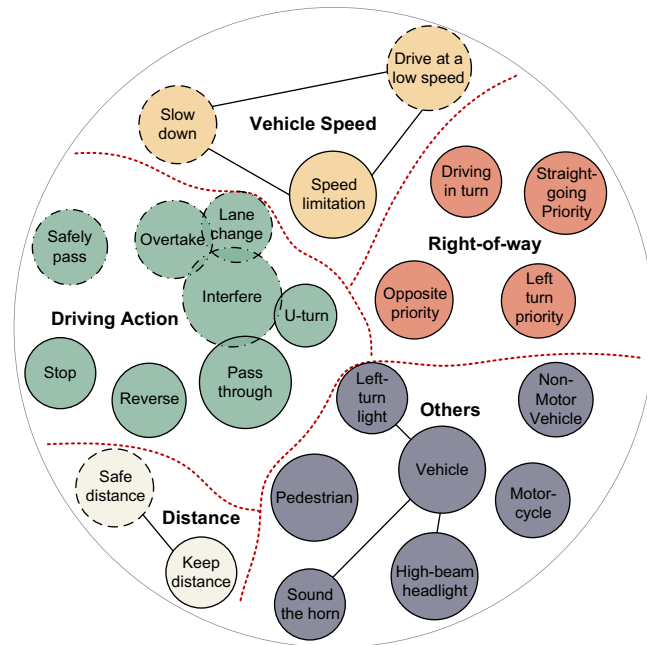 Drive at a
low speed
Slow
down
Vehicle Speed
Speed
limitation
Driving
in turn
Straight-
going
Priority
Right-of-way
Opposite
priority
Left
turn
priority
Lane
change
Safely
pass
Overtake
Interfere
U-turn
Driving Action
Stop
Reverse
Pass
through
Left-
turn
light
Others
Non-
Motor
Vehicle
Vehicle
Pedestrian
Motor-
cycle
High-beam
headlight
Sound
the horn
Safe
distance
Distance
Keep
distance